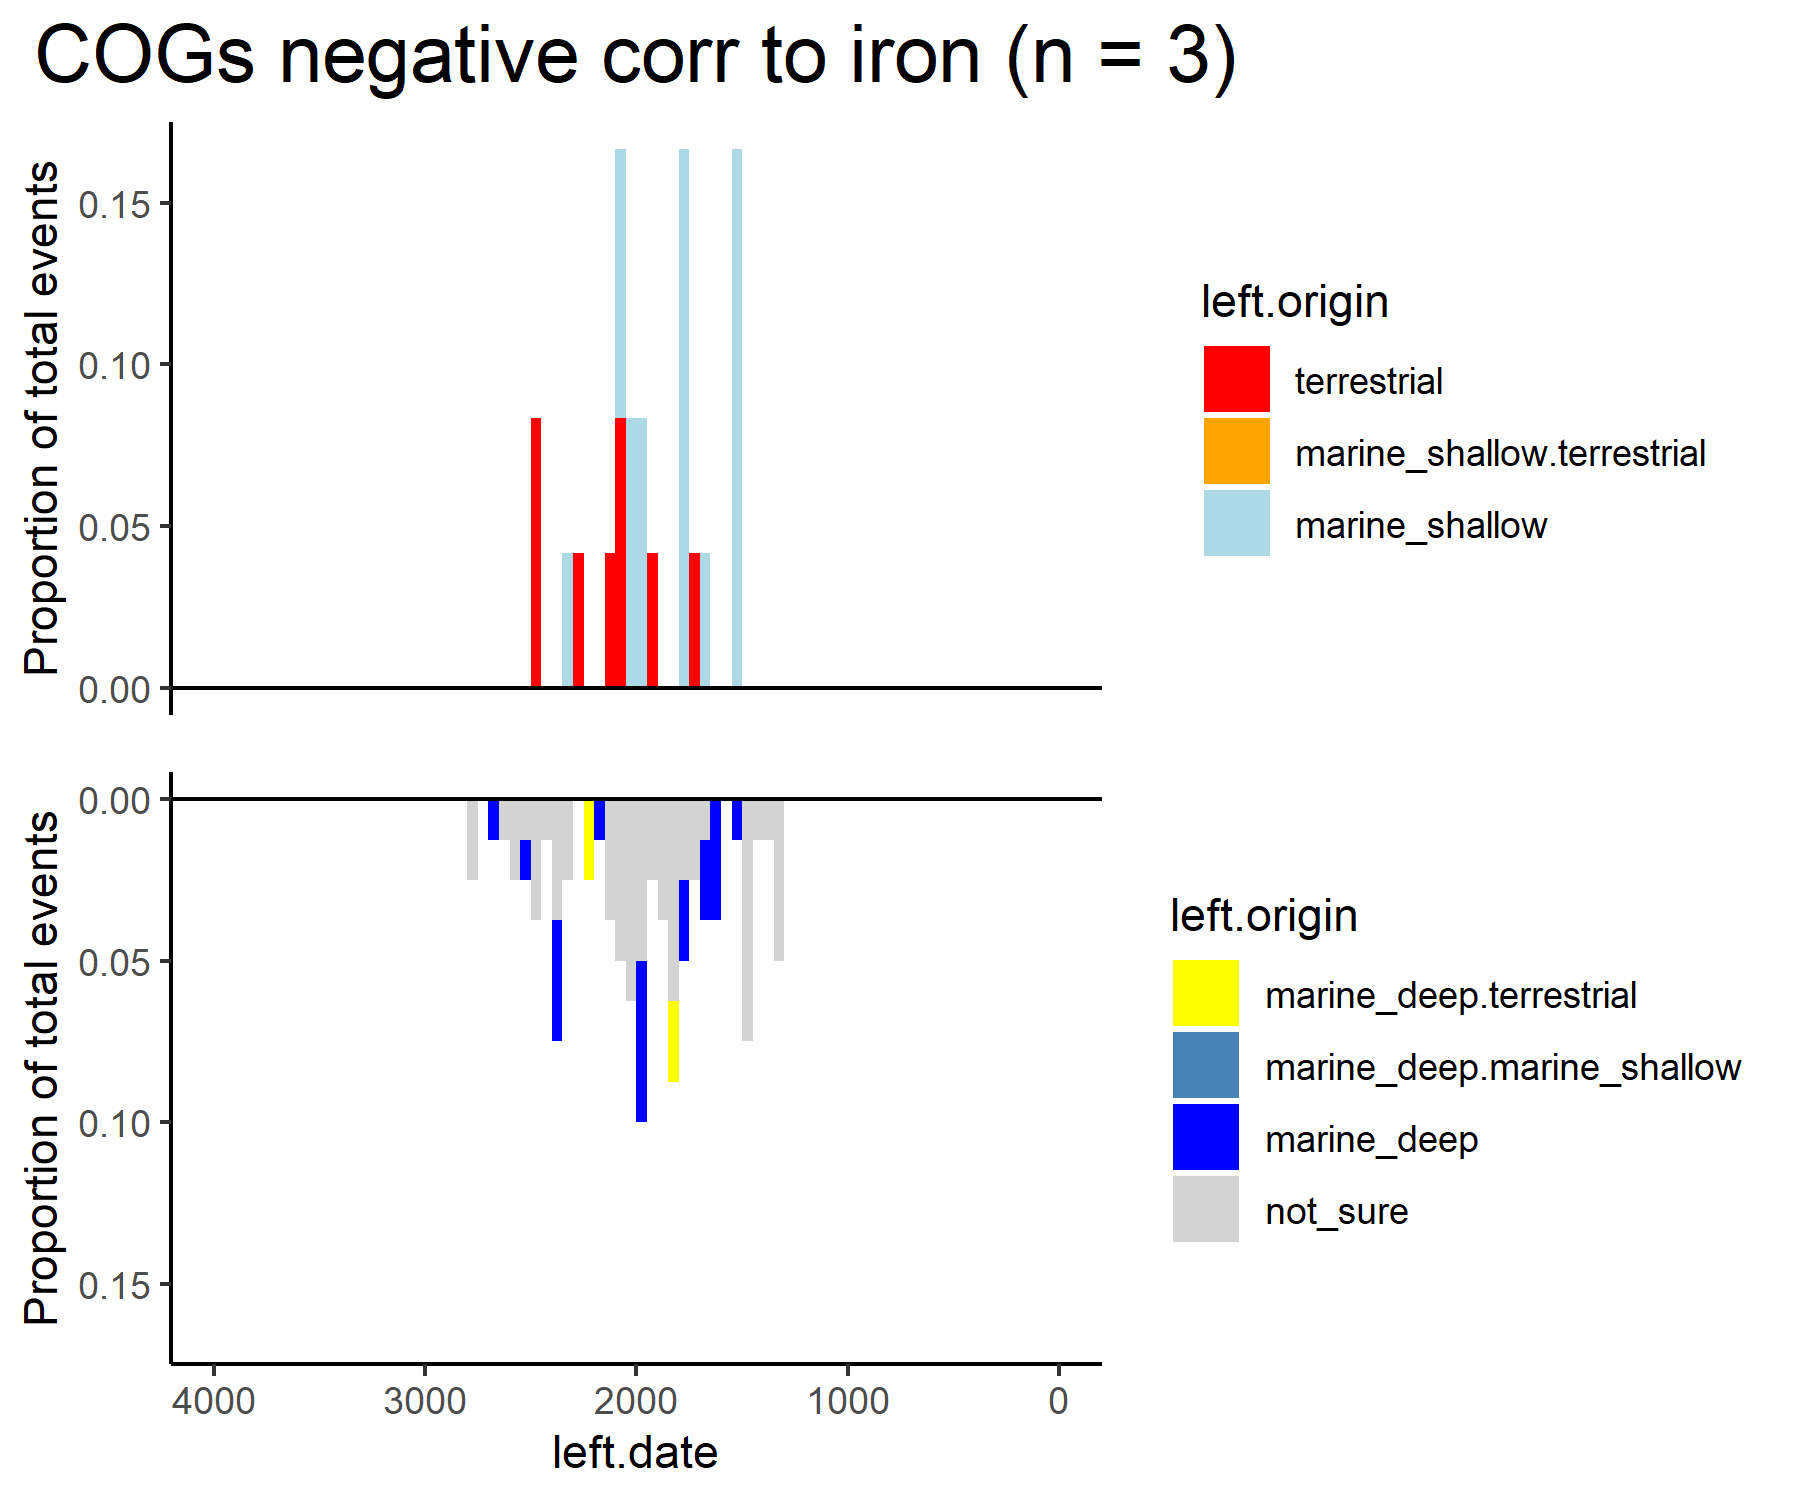 COGs negative corr to iron (n = 3)
Proportion of total events
0.15
0.10
0.05
0.00
left.origin
terrestrial
marine_shallow.terrestrial
marine_shallow
Proportion of total events
0.00
0.05
0.10
0.15
4000 3000 2000 1000 0
left.date
left.origin
marine_deep.terrestrial
marine_deep.marine_shallow
marine_deep
not_sure